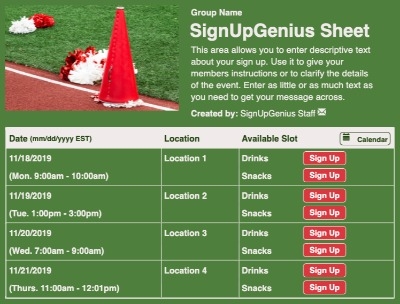 Group Name
SignUpGenius Sheet
This area allows you to enter descriptive text
about your sign up. Use it to give your
members instructions or to clarify the details
of the event. Enter as little or as much text as
you need to get your message across.
Created by: SignUpGenius Staff
Date (mm/dd/yyyy EST) Location Available Slot Calendar
11/18/2019 Location 1 Drinks Sign Up
(Mon. 9:00am - 10:00am) Snacks Sign Up
11/19/2019 Location 2 Drinks Sign Up
(Tue. 1:00pm - 3:00pm) Snacks Sign Up
11/20/2019 Location 3 Drinks Sign Up
(Wed. 7:00am - 9:00am) Snacks Sign Up
11/21/2019 Location 4 Drinks Sign Up
(Thurs. 11:00am - 12:01pm) Snacks Sign Up